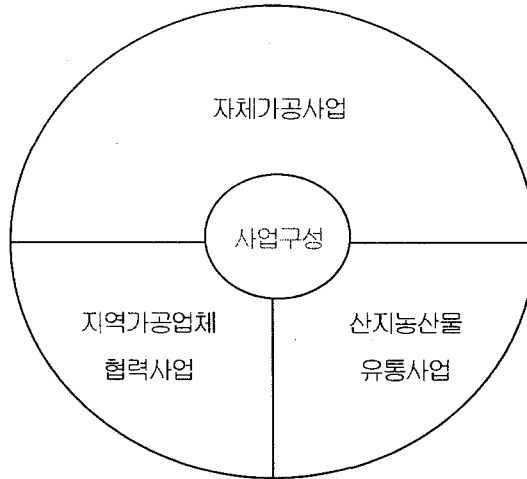 자체가공사업
사업구성
지역가공업체
협력사업
산지농산물
유통사업